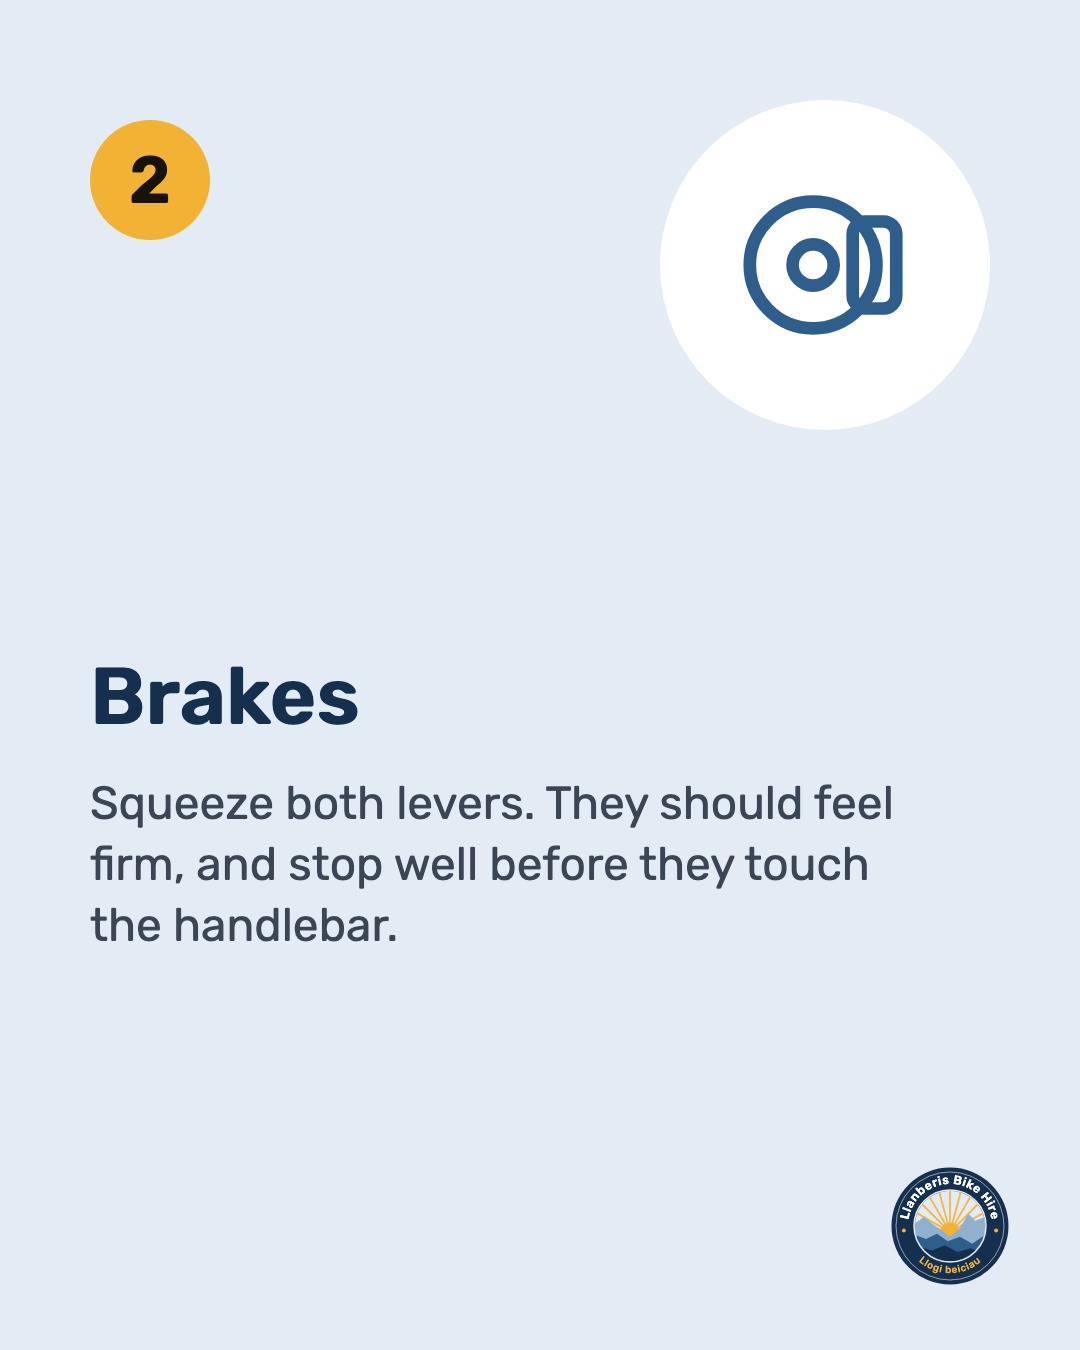 2
Brakes
Squeeze both levers. They should feel
firm, and stop well before they touch
the handlebar.
Llanberis Bike Hire
Llogi beiciau